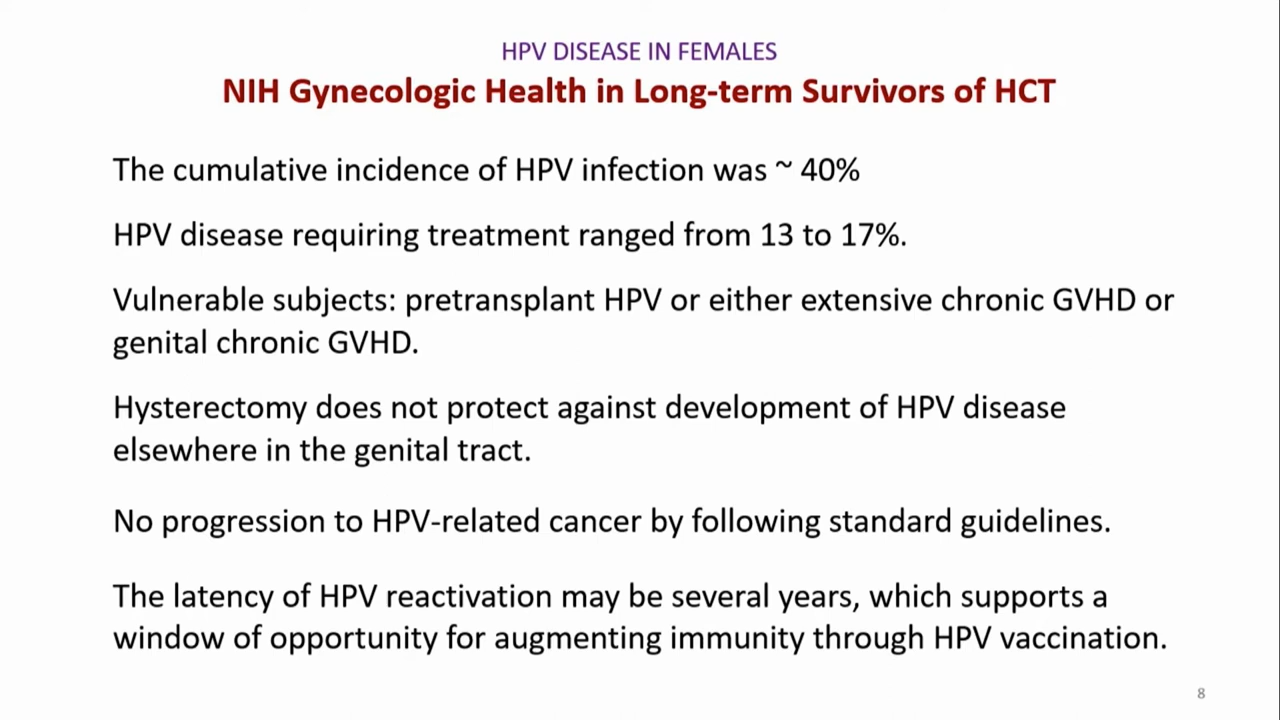 HPV DISEASE IN FEMALES
NIH Gynecologic Health in Long-term Survivors of HCT
The cumulative incidence of HPV infection was ~ 40%
HPV disease requiring treatment ranged from 13 to 17%.
Vulnerable subjects: pretransplant HPV or either extensive chronic GVHD or
genital chronic GVHD.
Hysterectomy does not protect against development of HPV disease
elsewhere in the genital tract.
No progression to HPV-related cancer by following standard guidelines.
The latency of HPV reactivation may be several years, which supports a
window of opportunity for augmenting immunity through HPV vaccination.
8